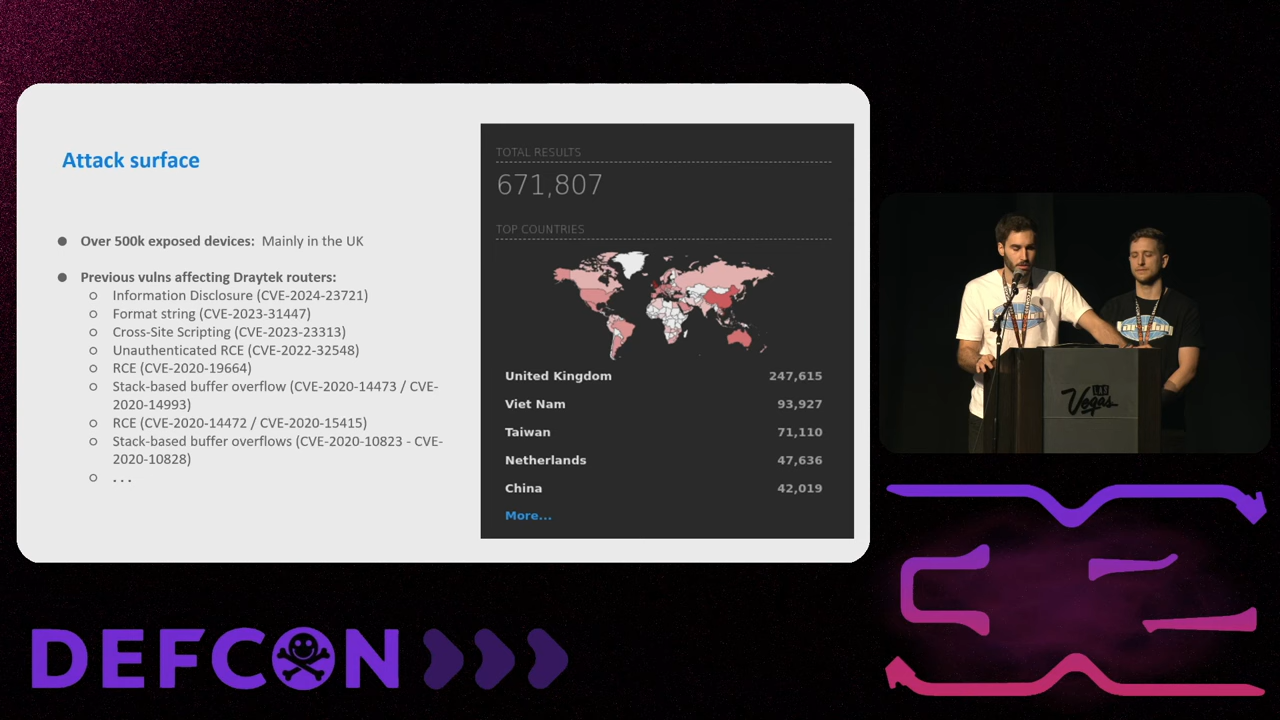 Attack surface
● Over 500k exposed devices: Mainly in the UK
● Previous vulns affecting Draytek routers:
○ Information Disclosure (CVE-2024-23721)
○ Format string (CVE-2023-31447)
○ Cross-Site Scripting (CVE-2023-23313)
○ Unauthenticated RCE (CVE-2022-32548)
○ RCE (CVE-2020-19664)
○ Stack-based buffer overflow (CVE-2020-14473 / CVE-
2020-14993)
○ RCE (CVE-2020-14472 / CVE-2020-15415)
○ Stack-based buffer overflows (CVE-2020-10823 - CVE-
2020-10828)
○ . . .
TOTAL RESULTS
671,807
TOP COUNTRIES
United Kingdom 247,615
Viet Nam 93,927
Taiwan 71,110
Netherlands 47,636
China 42,019
More...
LAS
Vegas
DEFCON